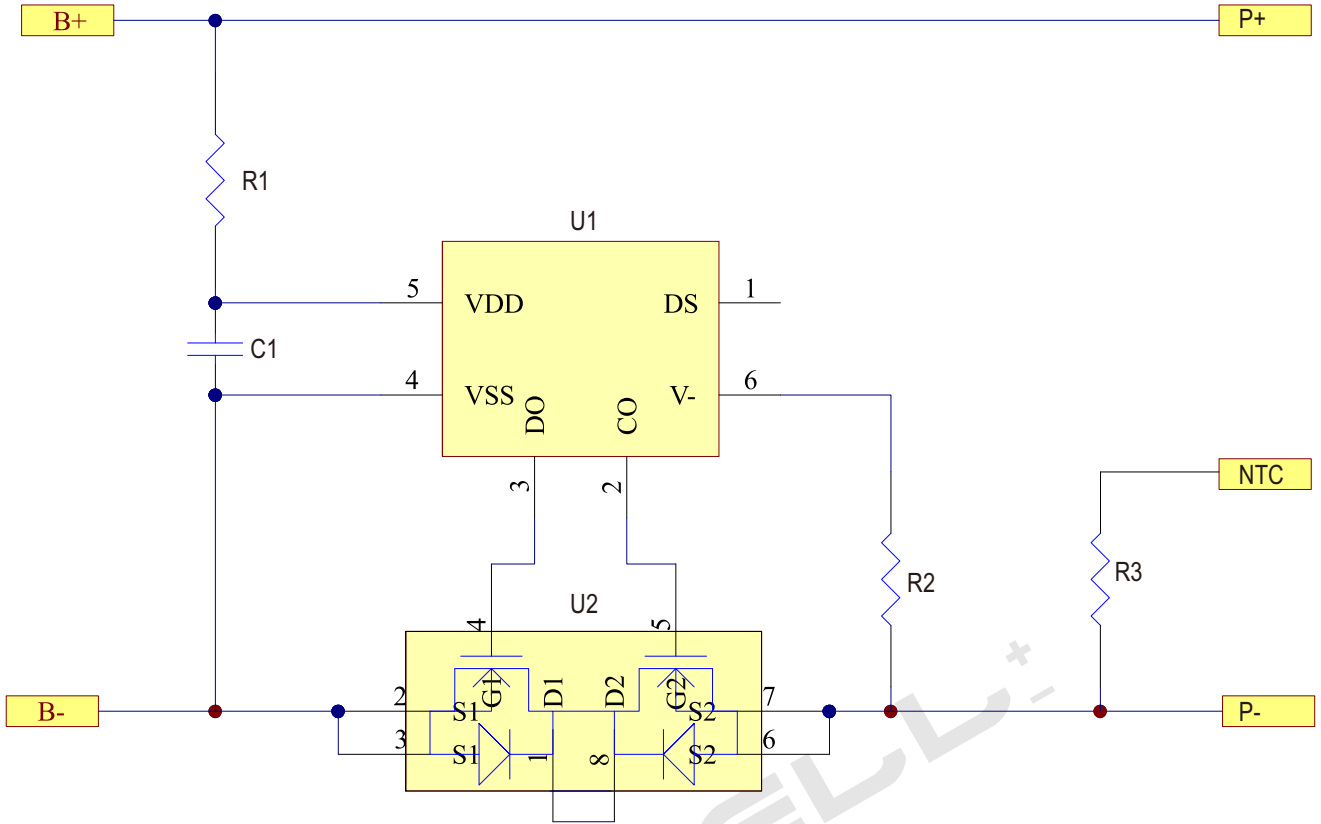 B+
P+
R1
U1
5
VDD
DS
1
C1
4
VSS
V-
6
DO
CO
3
2
NTC
R2
R3
U2
4
5
2
S1
G1
D1
D2
G2
S2
7
B-
P-
3
S1
1
8
S2
6